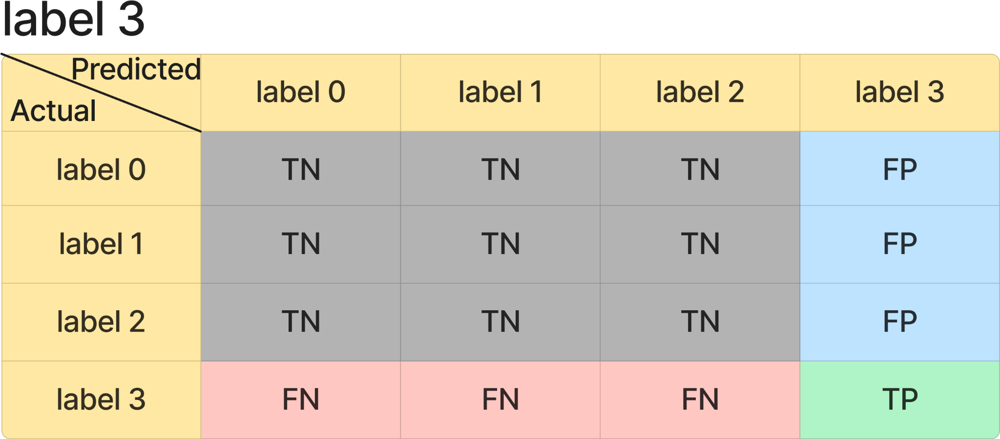 label 3
Predicted
Actual
label 0 label 1 label 2 label 3
label 0 TN TN TN FP
label 1 TN TN TN FP
label 2 TN TN TN FP
label 3 FN FN FN TP